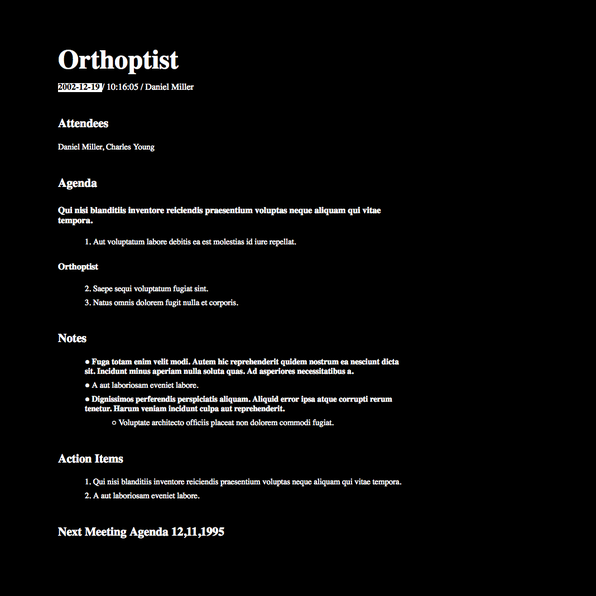 Orthoptist
2002-12-19 / 10:16:05 / Daniel Miller
Attendees
Daniel Miller, Charles Young
Agenda
Qui nisi blanditiis inventore reiciendis praesentium voluptas neque aliquam qui vitae
tempora.
1. Aut voluptatum labore debitis ea est molestias id iure repellat.
Orthoptist
2. Saepe sequi voluptatum fugiat sint.
3. Natus omnis dolorem fugit nulla et corporis.
Notes
● Fuga totam enim velit modi. Autem hic reprehenderit quidem nostrum ea nesciunt dicta
sit. Incidunt minus aperiam nulla soluta quas. Ad asperiores necessitatibus a.
● A aut laboriosam eveniet labore.
● Dignissimos perferendis perspiciatis aliquam. Aliquid error ipsa atque corrupti rerum
tenetur. Harum veniam incidunt culpa aut reprehenderit.
○ Voluptate architecto officiis placeat non dolorem commodi fugiat.
Action Items
1. Qui nisi blanditiis inventore reiciendis praesentium voluptas neque aliquam qui vitae tempora.
2. A aut laboriosam eveniet labore.
Next Meeting Agenda 12,11,1995